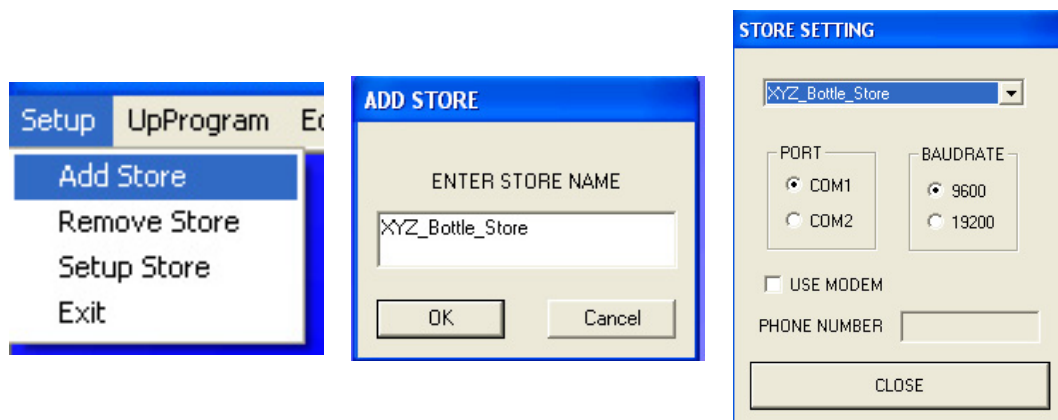 Setup UpProgram
Add Store
Remove Store
Setup Store
Exit
ADD STORE
ENTER STORE NAME
XYZ_Bottle_Store
OK Cancel
STORE SETTING
XYZ_Bottle_Store
PORT BAUDRATE
COM1 9600
COM2 19200
USE MODEM
PHONE NUMBER
CLOSE